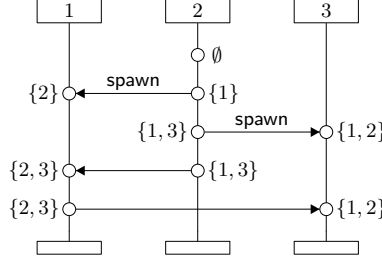 1 2 3
∅
spawn
{2} {1}
spawn
{1, 3} {1, 2}
{2, 3} {1, 3}
{2, 3} {1, 2}